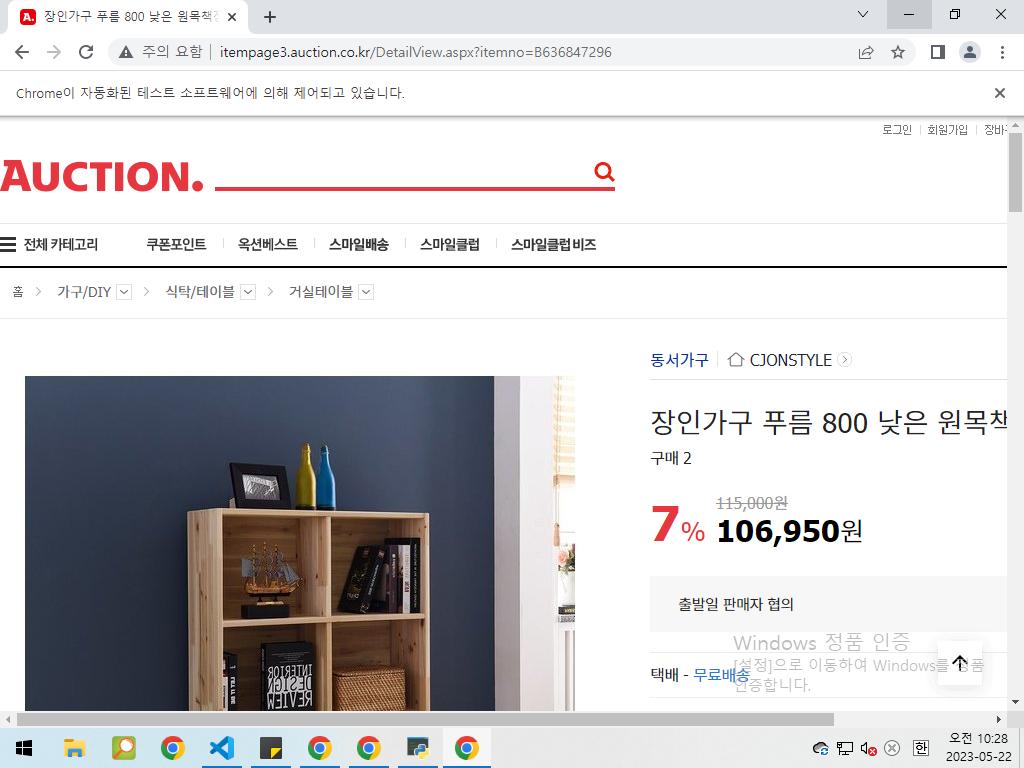 장인가구 푸름 800 낮은 원목책장
주의 요함 itempage3.auction.co.kr/DetailView.aspx?itemno=B636847296
Chrome이 자동화된 테스트 소프트웨어에 의해 제어되고 있습니다.
로그인 회원가입 장바구
AUCTION.
전체 카테고리 쿠폰포인트 옥션베스트 스마일배송 스마일클럽 스마일클럽 비즈
홈 가구/DIY 식탁/테이블 거실테이블
동서가구 CJONSTYLE
장인가구 푸름 800 낮은 원목책
구매 2
115,000원
7% 106,950원
출발일 판매자 협의
Windows 정품 인증
[설정]으로 이동하여 Windows를 정품
인증합니다.
택배 - 무료배송
INTERIOR
DESIGN
REVIEW
한
오전 10:28
2023-05-22